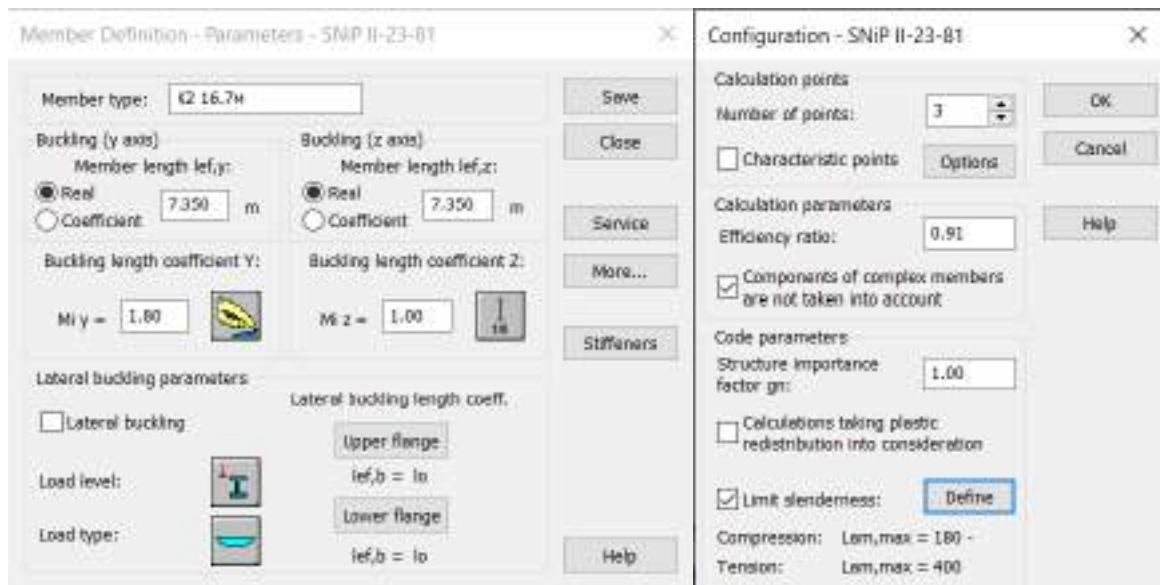 Member Definition - Parameters - SNiP II-23-81
Member type: К2 16.7м
Save
Close
Buckling (y axis)
Member length lef,y:
Real
Coefficient
7.350 m
Buckling (z axis)
Member length lef,z:
Real
Coefficient
7.350 m
Service
More...
Buckling length coefficient Y:
Mi y = 1.80
Buckling length coefficient Z:
Mi z = 1.00
Stiffeners
Lateral buckling parameters
Lateral buckling
Load level:
Load type:
Lateral buckling length coeff.
Upper flange
lef,b = lo
Lower flange
lef,b = lo
Help
Configuration - SNiP II-23-81
Calculation points
Number of points: 3
Characteristic points
Options
OK
Cancel
Calculation parameters
Efficiency ratio: 0.91
Help
Components of complex members
are not taken into account
Code parameters
Structure importance
factor gn: 1.00
Calculations taking plastic
redistribution into consideration
Limit slenderness: Define
Compression: Lam,max = 180 -
Tension: Lam,max = 400